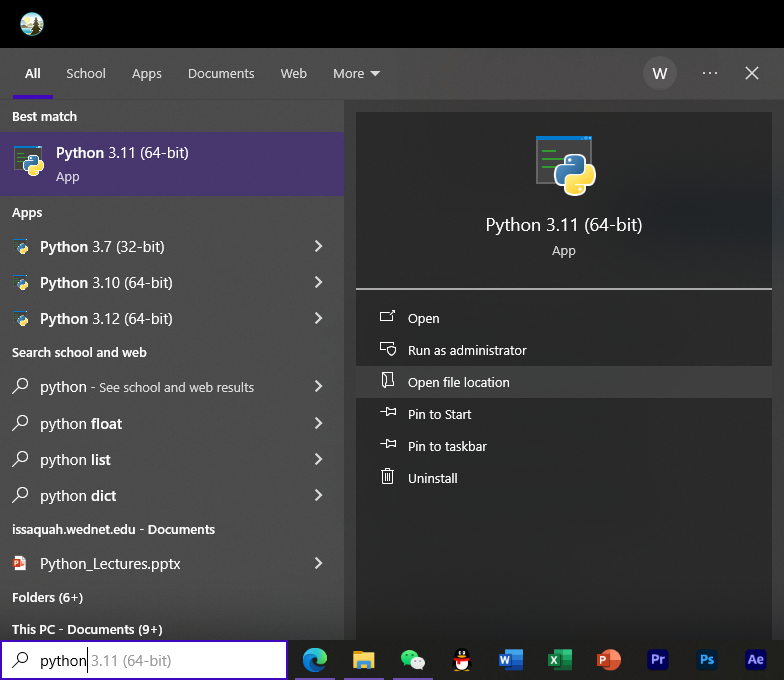 All School Apps Documents Web More W
Best match
Python 3.11 (64-bit)
App
Apps
Python 3.7 (32-bit)
Python 3.10 (64-bit)
Python 3.12 (64-bit)
Search school and web
python - See school and web results
python float
python list
python dict
issaquah.wednet.edu - Documents
Python_Lectures.pptx
Folders (6+)
This PC - Documents (9+)
Python 3.11 (64-bit)
App
Open
Run as administrator
Open file location
Pin to Start
Pin to taskbar
Uninstall
python 3.11 (64-bit)
W X P Pr Ps Ae